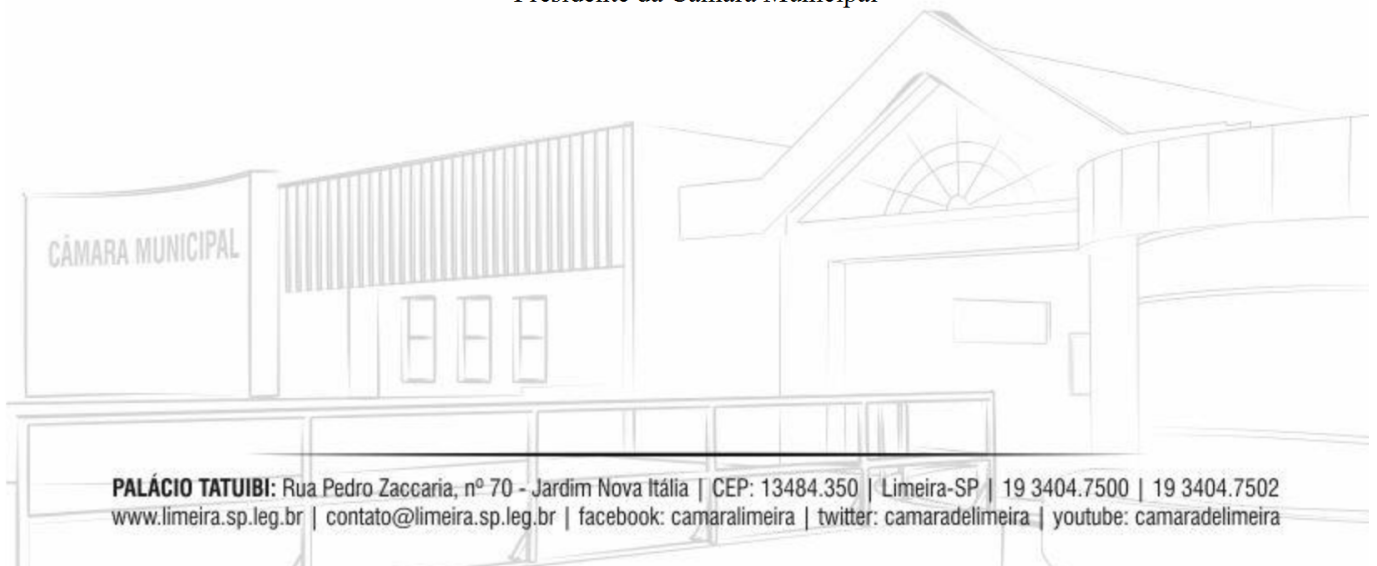 Presidente da Câmara Municipal
CÂMARA MUNICIPAL
PALÁCIO TATUIBI: Rua Pedro Zaccaria, nº 70 - Jardim Nova Itália | CEP: 13484.350 | Limeira-SP | 19 3404.7500 | 19 3404.7502
www.limeira.sp.leg.br | contato@limeira.sp.leg.br | facebook: camaralimeira | twitter: camaradelimeira | youtube: camaradelimeira